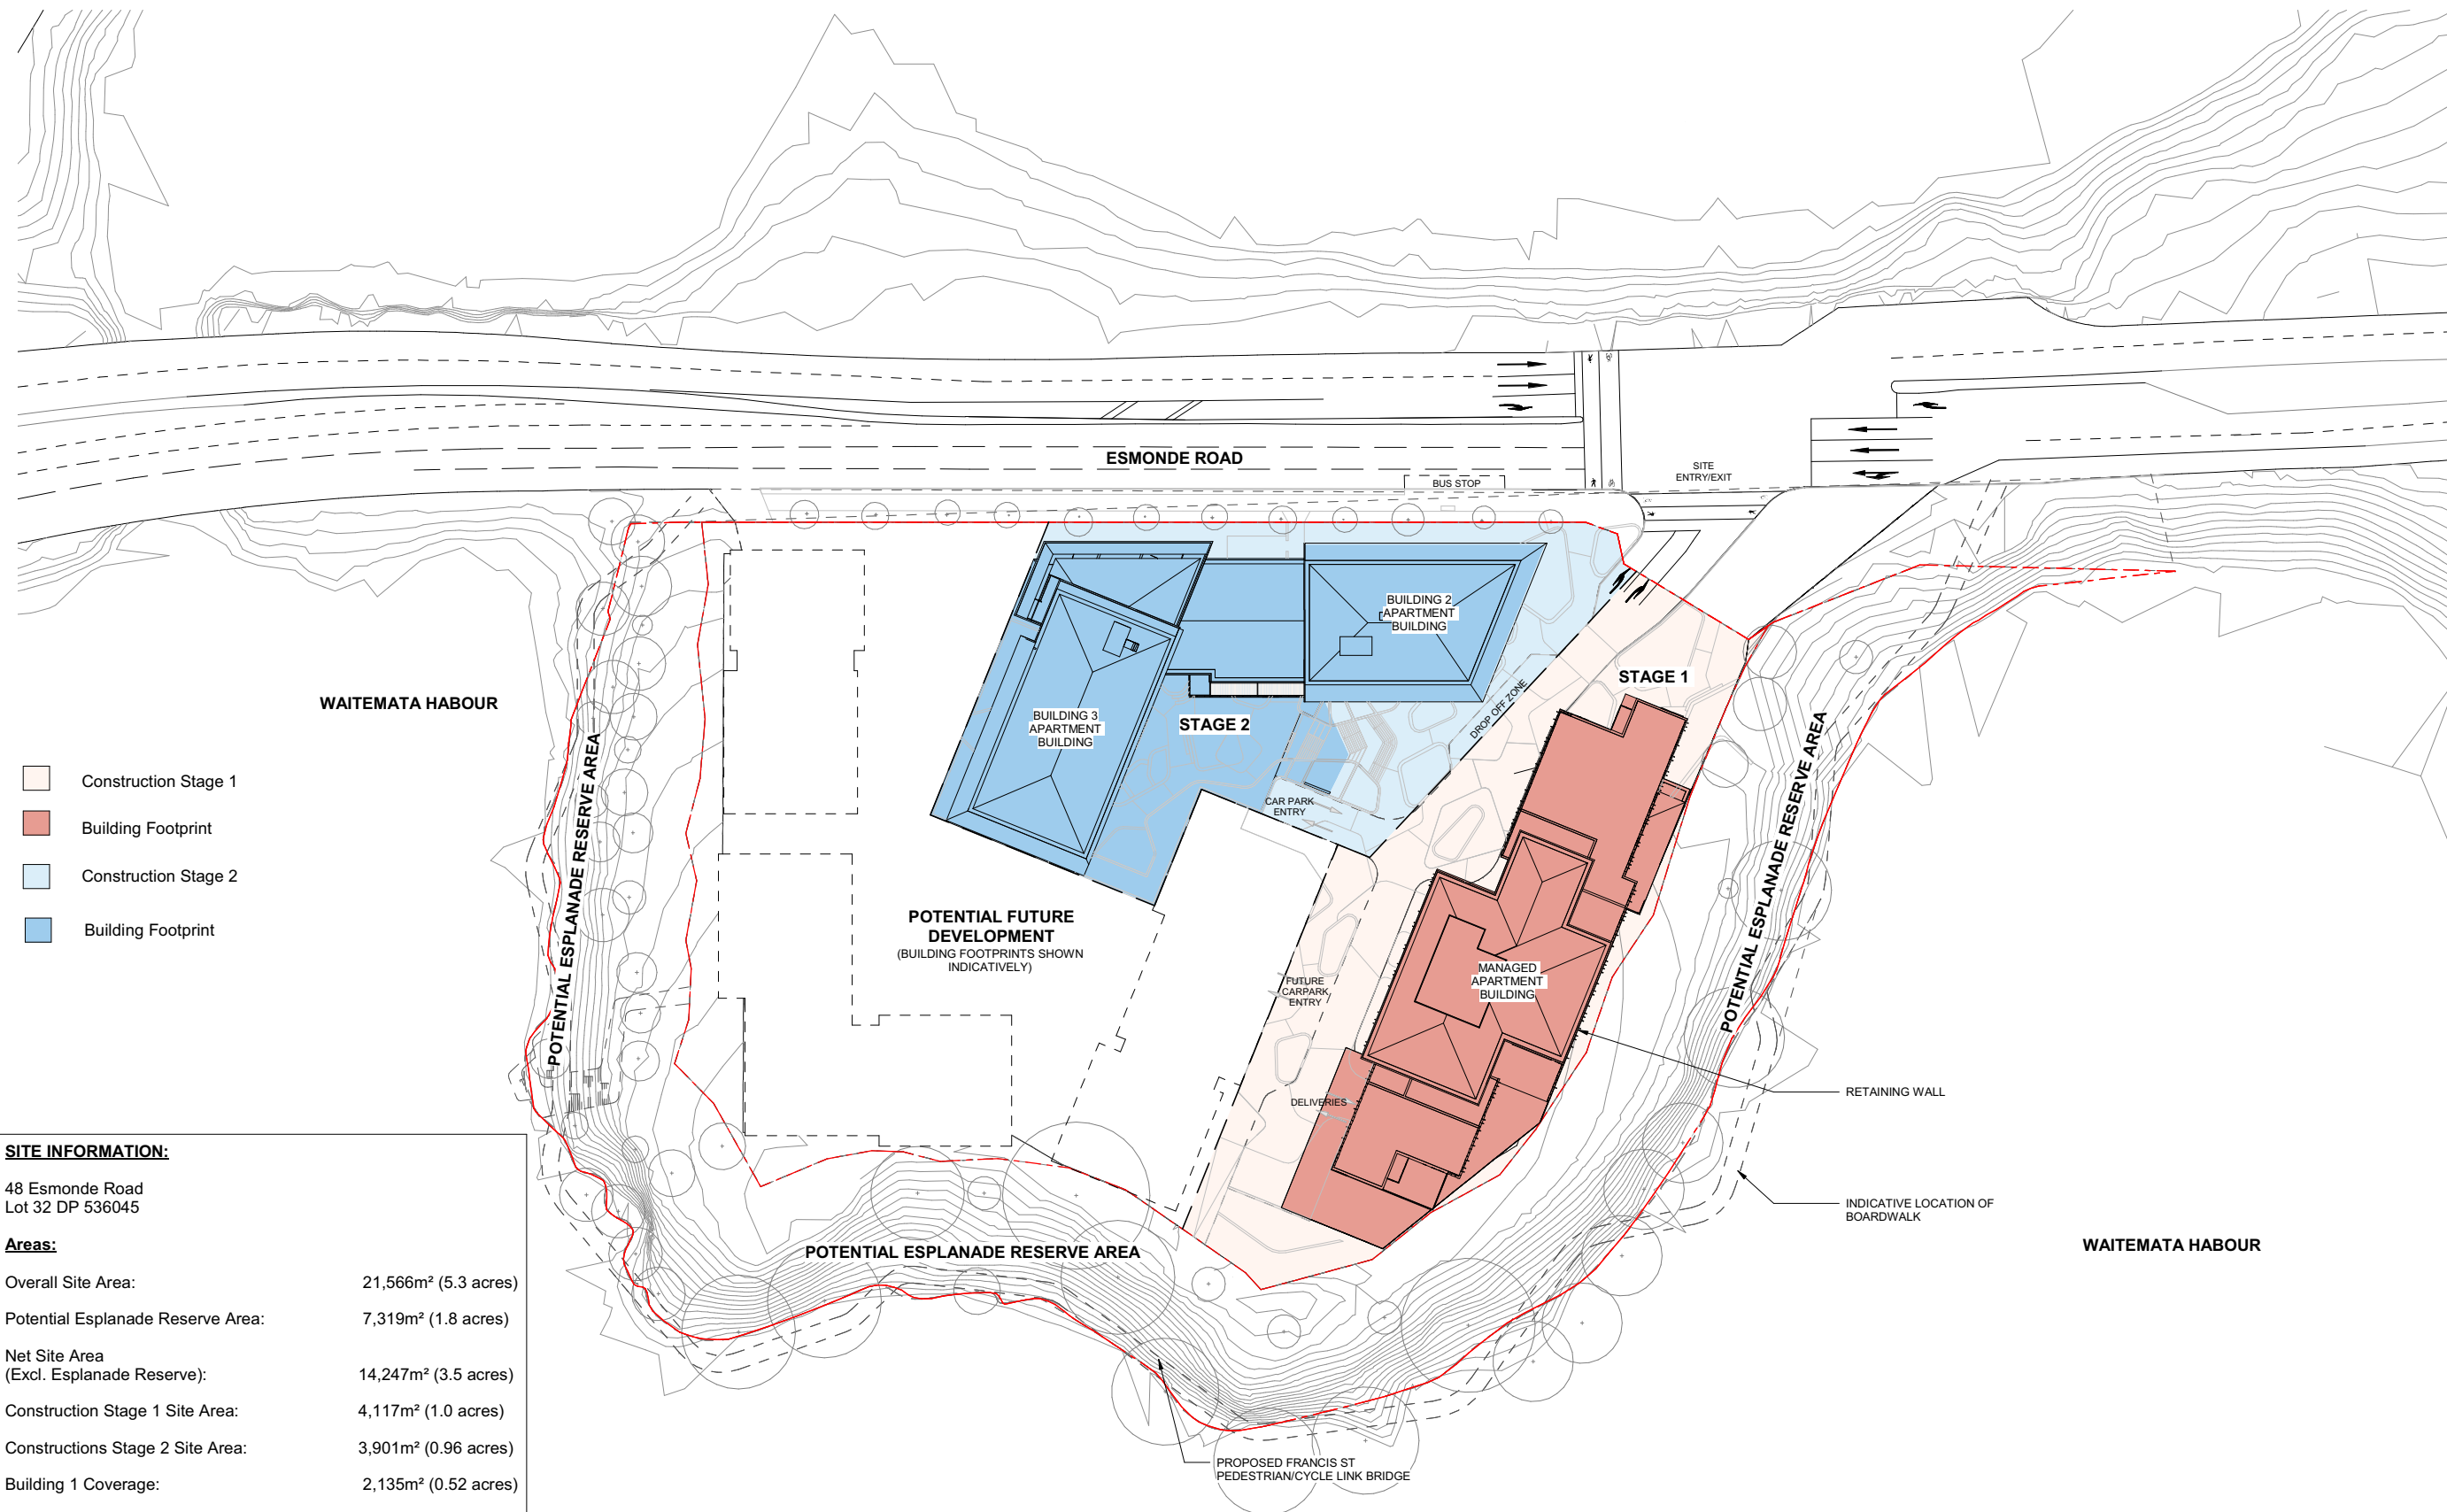 ESMONDE ROAD
BUS STOP
SITE
ENTRY/EXIT
BUILDING 2
APARTMENT
BUILDING
STAGE 1
WAITEMATA HABOUR
BUILDING 3
APARTMENT
BUILDING
STAGE 2
DROP OFF ZONE
POTENTIAL ESPLANADE RESERVE AREA
POTENTIAL ESPLANADE RESERVE AREA
Construction Stage 1
Building Footprint
Construction Stage 2
Building Footprint
CAR PARK
ENTRY
POTENTIAL FUTURE
DEVELOPMENT
(BUILDING FOOTPRINTS SHOWN
INDICATIVELY)
FUTURE
CARPARK
ENTRY
MANAGED
APARTMENT
BUILDING
DELIVERIES
RETAINING WALL
INDICATIVE LOCATION OF
BOARDWALK
WAITEMATA HABOUR
POTENTIAL ESPLANADE RESERVE AREA
PROPOSED FRANCIS ST
PEDESTRIAN/CYCLE LINK BRIDGE
SITE INFORMATION:
48 Esmonde Road
Lot 32 DP 536045
Areas:
Overall Site Area: 21,566m² (5.3 acres)
Potential Esplanade Reserve Area: 7,319m² (1.8 acres)
Net Site Area
(Excl. Esplanade Reserve): 14,247m² (3.5 acres)
Construction Stage 1 Site Area: 4,117m² (1.0 acres)
Constructions Stage 2 Site Area: 3,901m² (0.96 acres)
Building 1 Coverage: 2,135m² (0.52 acres)